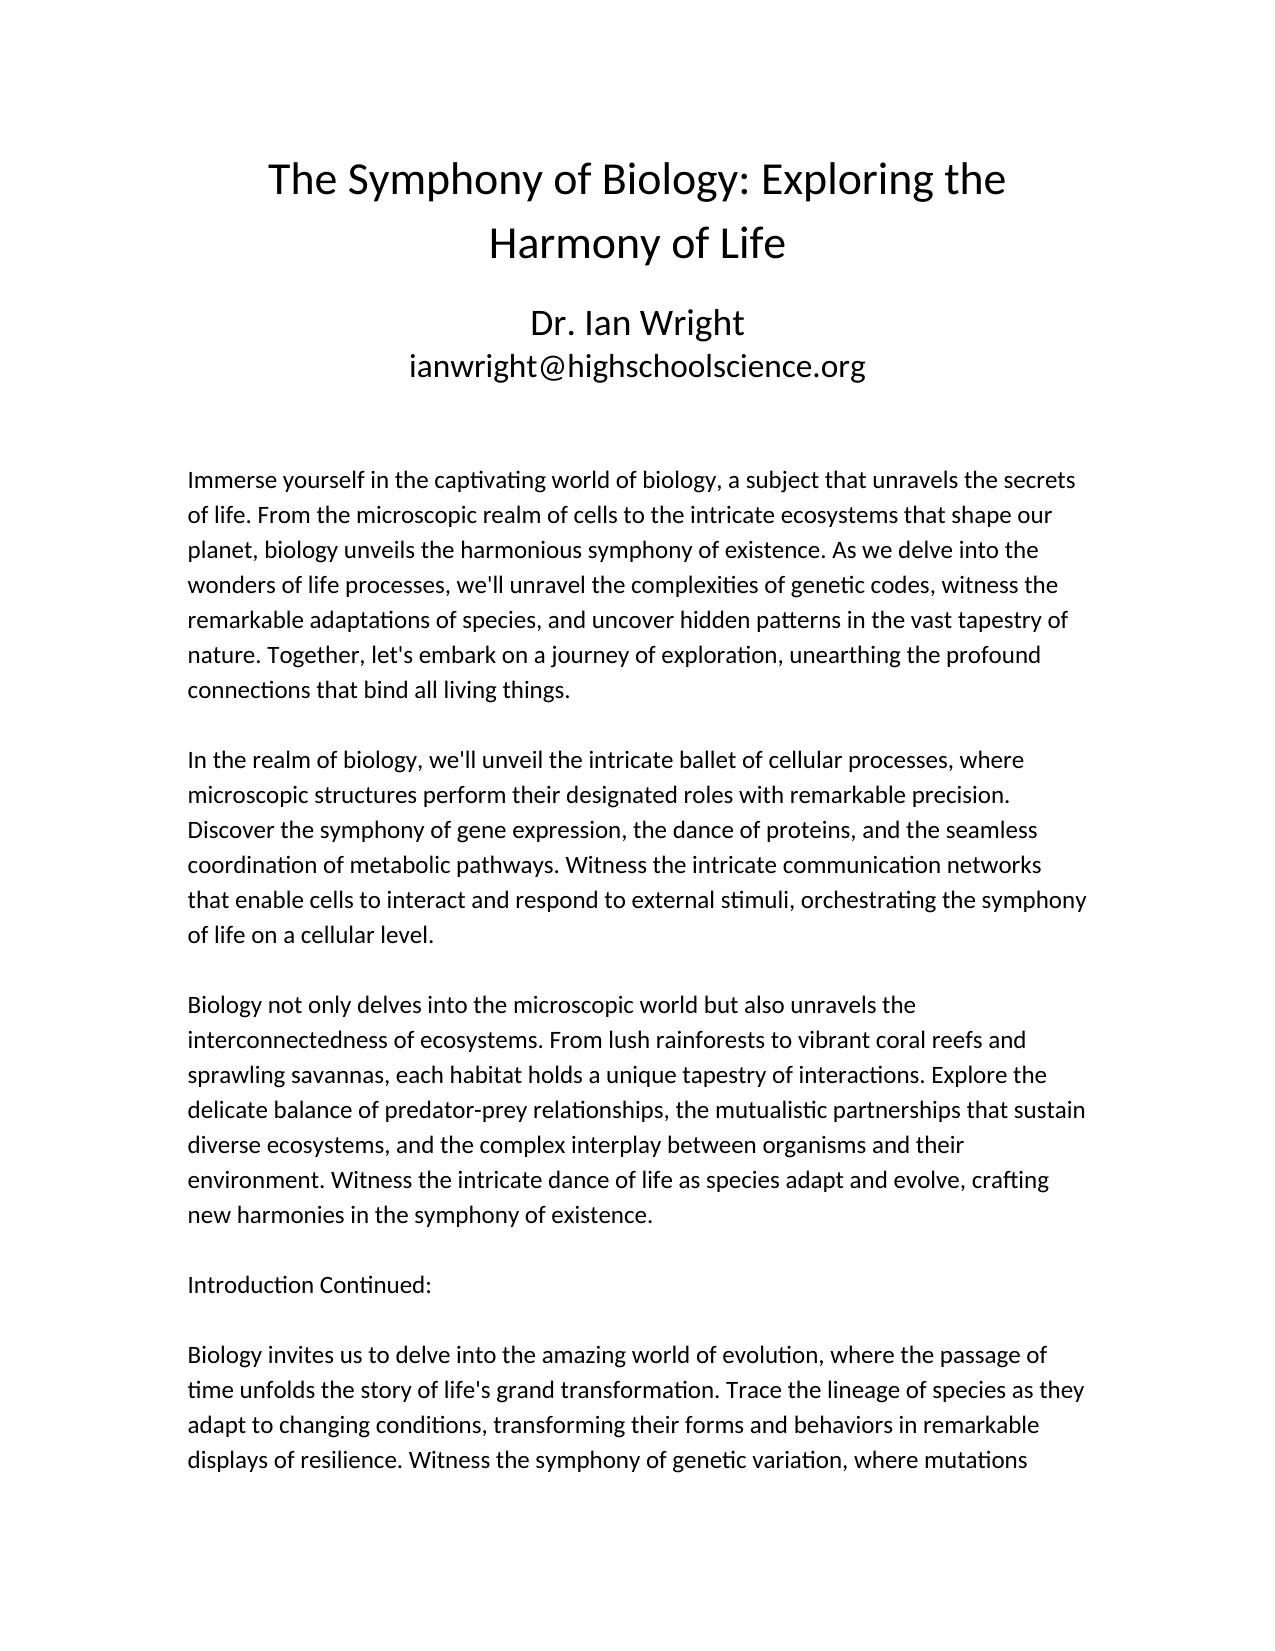 The Symphony of Biology: Exploring the
Harmony of Life
Dr. Ian Wright
ianwright@highschoolscience.org
Immerse yourself in the captivating world of biology, a subject that unravels the secrets
of life. From the microscopic realm of cells to the intricate ecosystems that shape our
planet, biology unveils the harmonious symphony of existence. As we delve into the
wonders of life processes, we'll unravel the complexities of genetic codes, witness the
remarkable adaptations of species, and uncover hidden patterns in the vast tapestry of
nature. Together, let's embark on a journey of exploration, unearthing the profound
connections that bind all living things.
In the realm of biology, we'll unveil the intricate ballet of cellular processes, where
microscopic structures perform their designated roles with remarkable precision.
Discover the symphony of gene expression, the dance of proteins, and the seamless
coordination of metabolic pathways. Witness the intricate communication networks
that enable cells to interact and respond to external stimuli, orchestrating the symphony
of life on a cellular level.
Biology not only delves into the microscopic world but also unravels the
interconnectedness of ecosystems. From lush rainforests to vibrant coral reefs and
sprawling savannas, each habitat holds a unique tapestry of interactions. Explore the
delicate balance of predator-prey relationships, the mutualistic partnerships that sustain
diverse ecosystems, and the complex interplay between organisms and their
environment. Witness the intricate dance of life as species adapt and evolve, crafting
new harmonies in the symphony of existence.
Introduction Continued:
Biology invites us to delve into the amazing world of evolution, where the passage of
time unfolds the story of life's grand transformation. Trace the lineage of species as they
adapt to changing conditions, transforming their forms and behaviors in remarkable
displays of resilience. Witness the symphony of genetic variation, where mutations